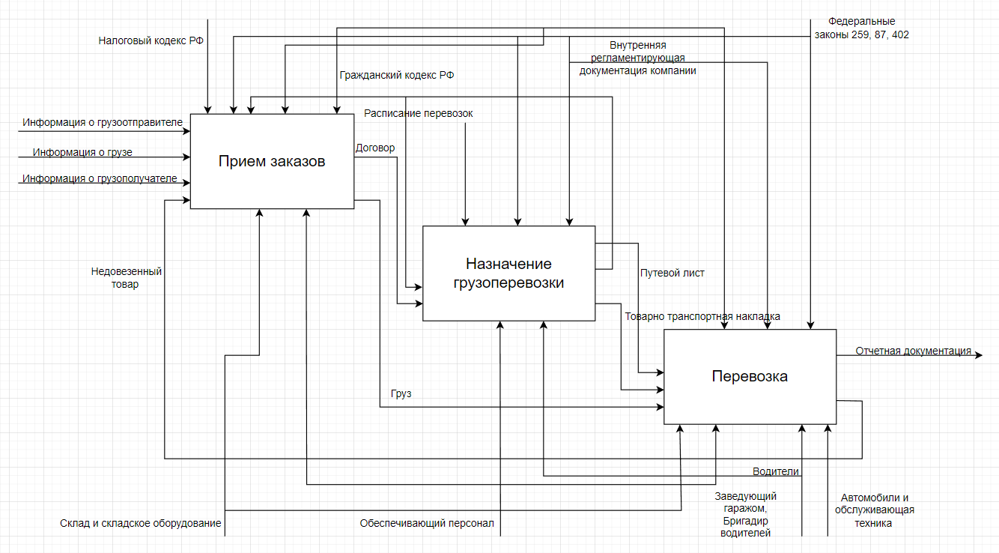 Налоговый кодекс РФ
Федеральные
законы 259, 87, 402
Внутренняя
регламентирующая
документация компании
Гражданский кодекс РФ
Расписание перевозок
Информация о грузоотправителе
Информация о грузе
Информация о грузополучателе
Прием заказов
Договор
Назначение
грузоперевозки
Недовезенный
товар
Путевой лист
Товарно транспортная накладка
Отчетная документация
Перевозка
Груз
Водители
Склад и складское оборудование
Обеспечивающий персонал
Заведующий
гаражом,
Бригадир
водителей
Автомобили и
обслуживающая
техника